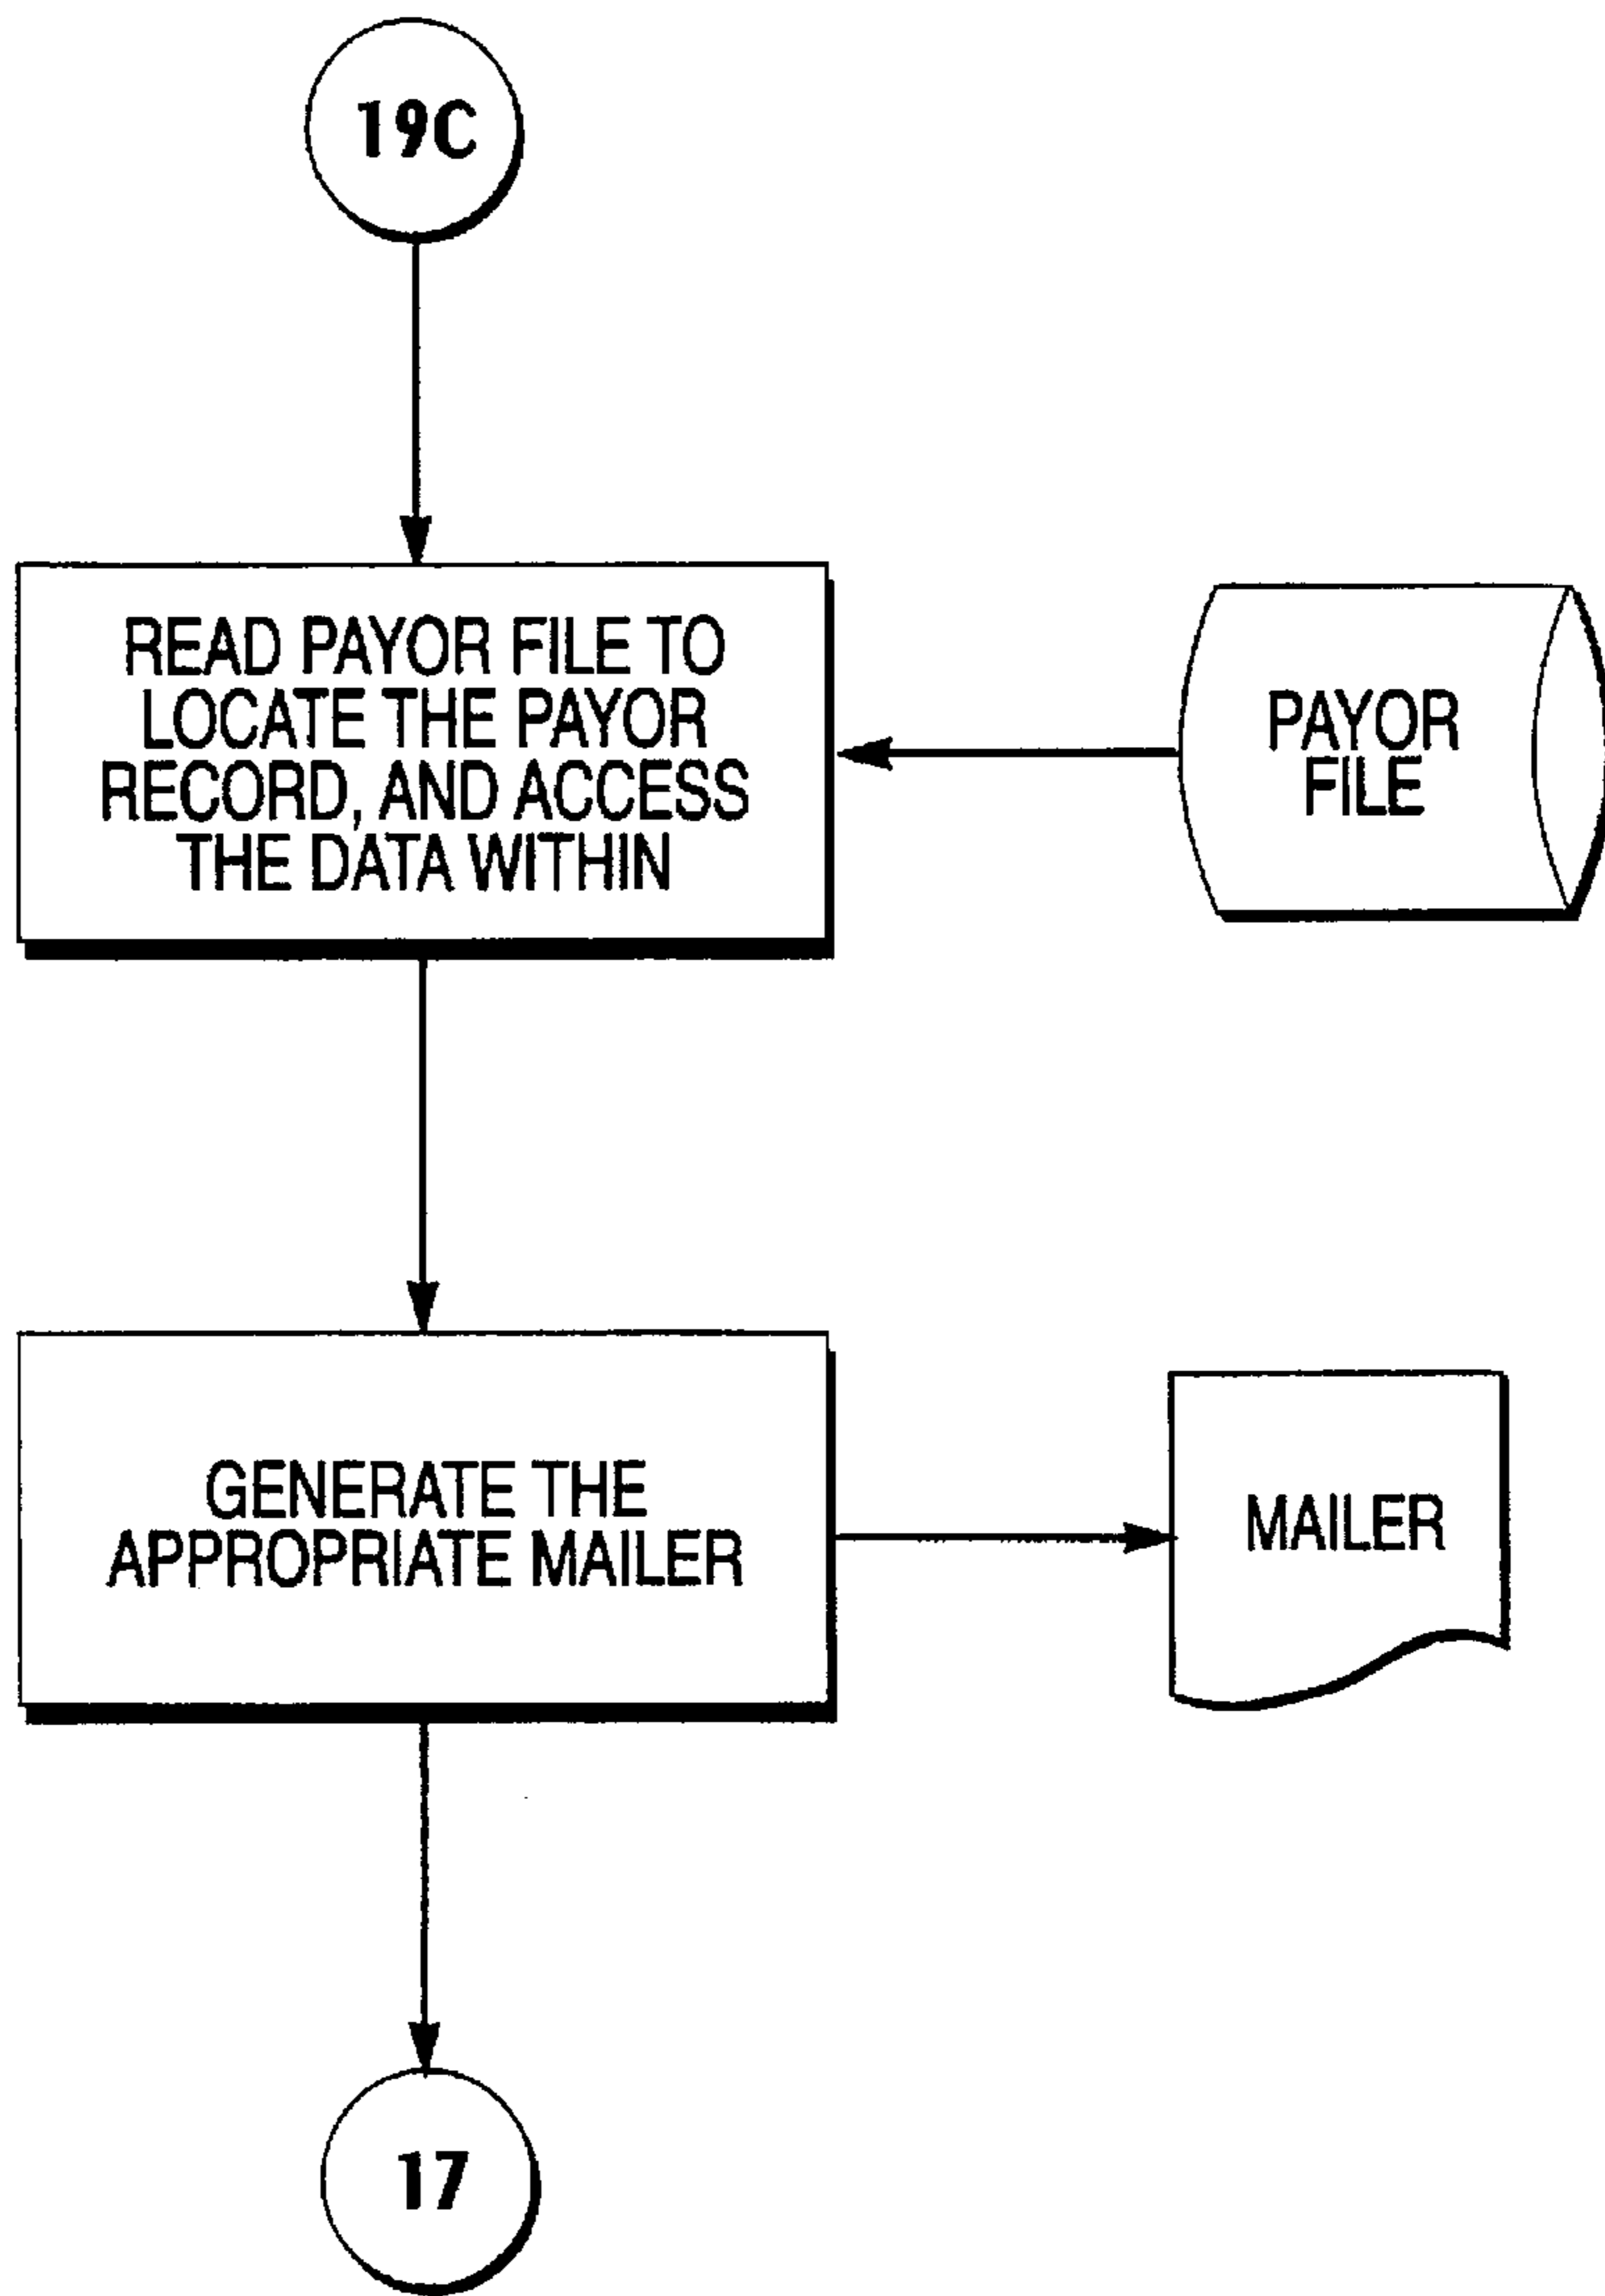 19C
READ PAYOR FILE TO
LOCATE THE PAYOR
RECORD, AND ACCESS
THE DATA WITHIN
PAYOR
FILE
GENERATE THE
APPROPRIATE MAILER
MAILER
17